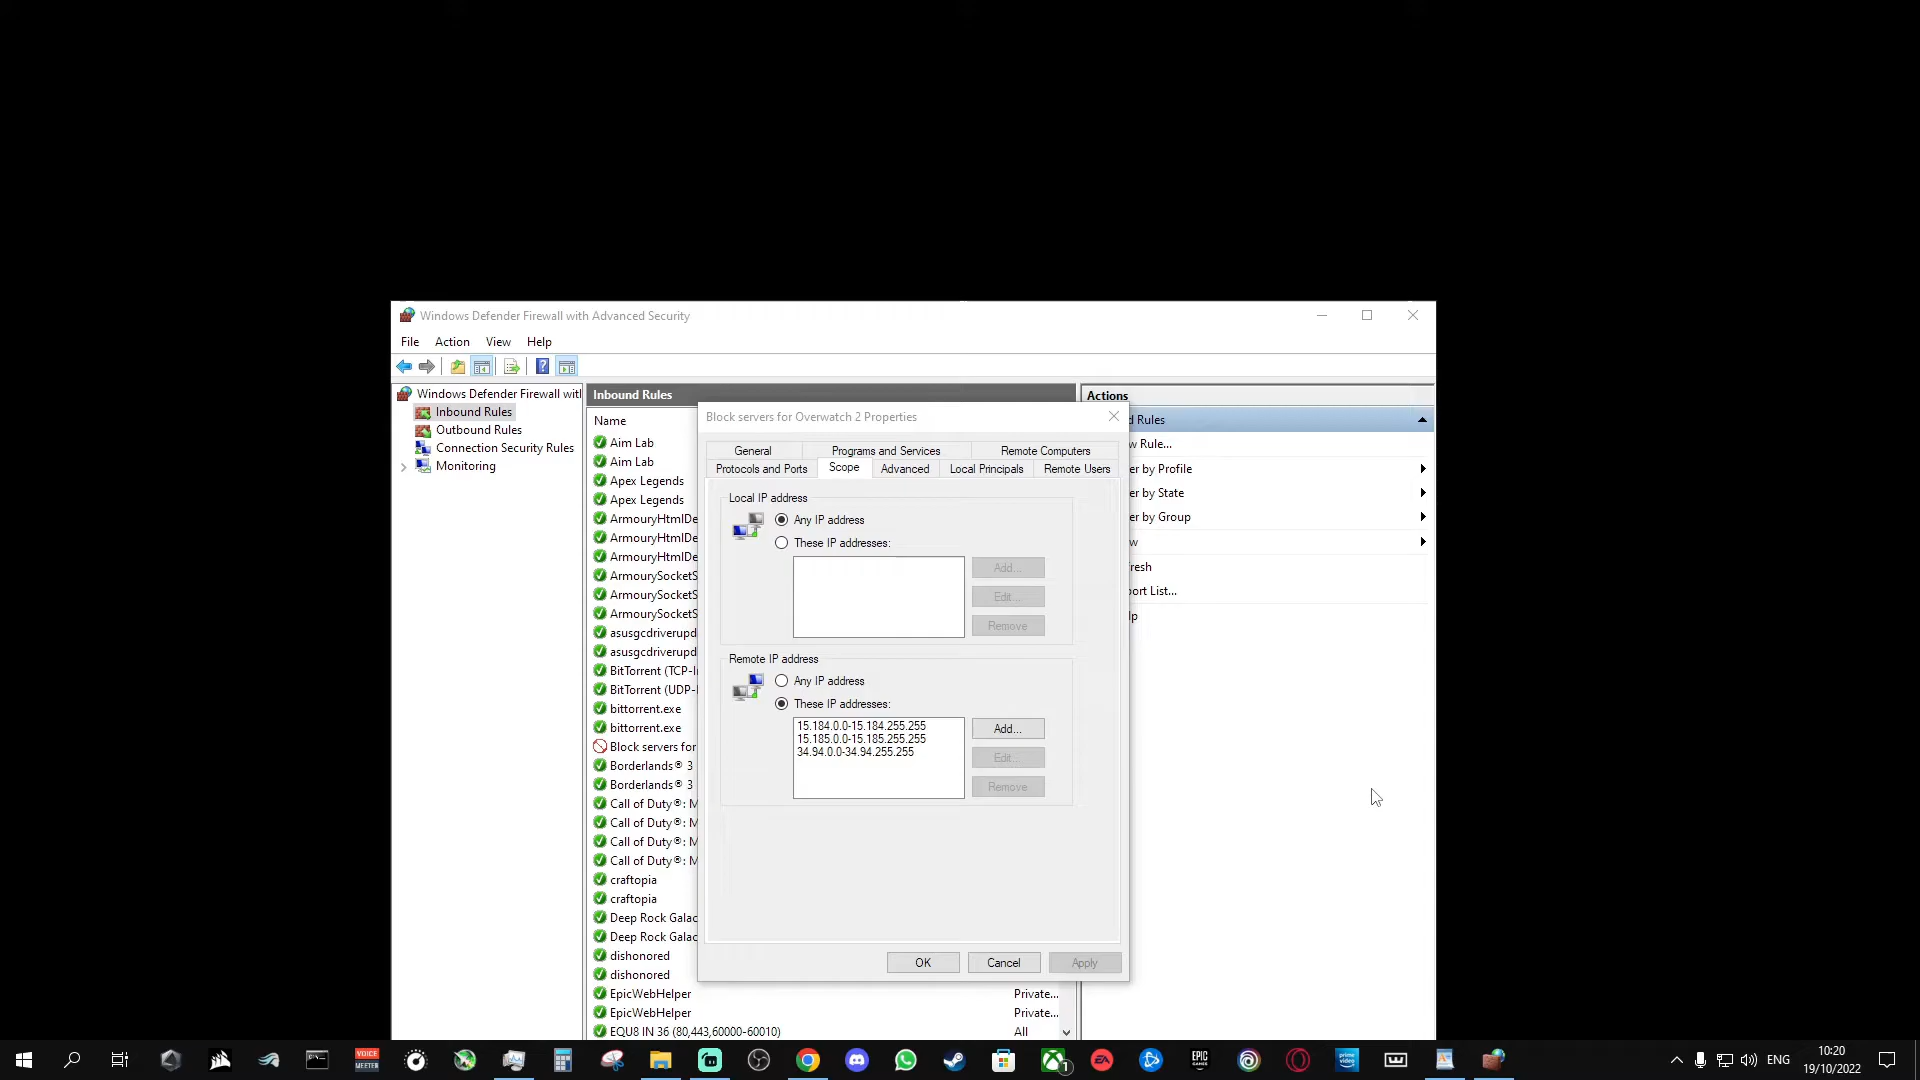 Windows Defender Firewall with Advanced Security
File Action View Help
Windows Defender Firewall wit
Inbound Rules
Outbound Rules
Connection Security Rules
Monitoring
Inbound Rules
Name
Aim Lab
Aim Lab
Apex Legends
Apex Legends
ArmouryHtmlDe
ArmouryHtmlDe
ArmouryHtmlDe
ArmourySocketS
ArmourySocketS
ArmourySocketS
asusgcdriverupd
asusgcdriverupd
BitTorrent (TCP-I
BitTorrent (UDP-
bittorrent.exe
bittorrent.exe
Block servers for
Borderlands® 3
Borderlands® 3
Call of Duty®: M
Call of Duty®: M
Call of Duty®: M
Call of Duty®: M
craftopia
craftopia
Deep Rock Galac
Deep Rock Galac
dishonored
dishonored
EpicWebHelper Private...
EpicWebHelper Private...
EQU8 IN 36 (80,443,60000-60010) All
Block servers for Overwatch 2 Properties
General Programs and Services Remote Computers
Protocols and Ports Scope Advanced Local Principals Remote Users
Local IP address
Any IP address
These IP addresses:
Add...
Edit...
Remove
Remote IP address
Any IP address
These IP addresses:
15.184.0.0-15.184.255.255
15.185.0.0-15.185.255.255
34.94.0.0-34.94.255.255
Add...
Edit...
Remove
OK Cancel Apply
Actions
d Rules
w Rule...
er by Profile
er by State
er by Group
w
resh
port List...
lp
VOICE
MEETER
EPIC
GAMES
prime
video
1
ENG
10:20
19/10/2022